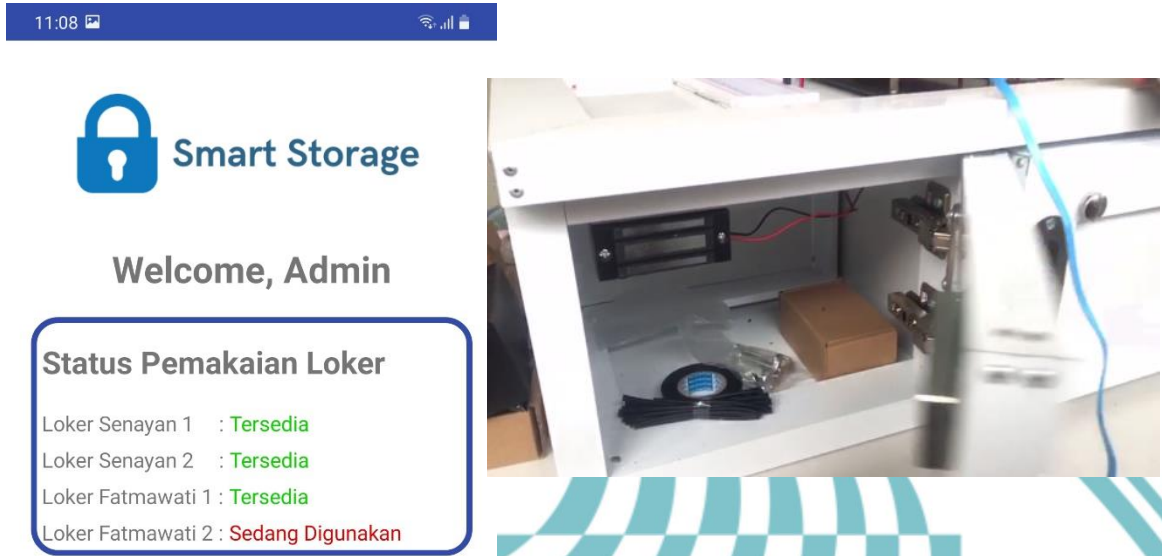 11:08
Smart Storage
Welcome, Admin
Status Pemakaian Loker
Loker Senayan 1 : Tersedia
Loker Senayan 2 : Tersedia
Loker Fatmawati 1 : Tersedia
Loker Fatmawati 2 : Sedang Digunakan